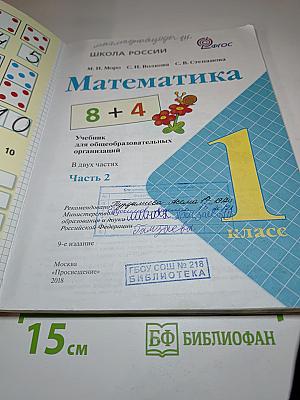 ШКОЛА РОССИИ
ФГОС
М. И. Моро С. И. Волкова С. В. Степанова
Математика
8 + 4
Учебник
для общеобразовательных
организаций
В двух частях
Часть 2
1
класс
Рекомендовано
Министерством
образования и науки
Российской Федерации
9-е издание
Москва
«Просвещение»
2018
ГБОУ СОШ № 218
БИБЛИОТЕКА
10
15 см
БФ БИБЛИОФАН